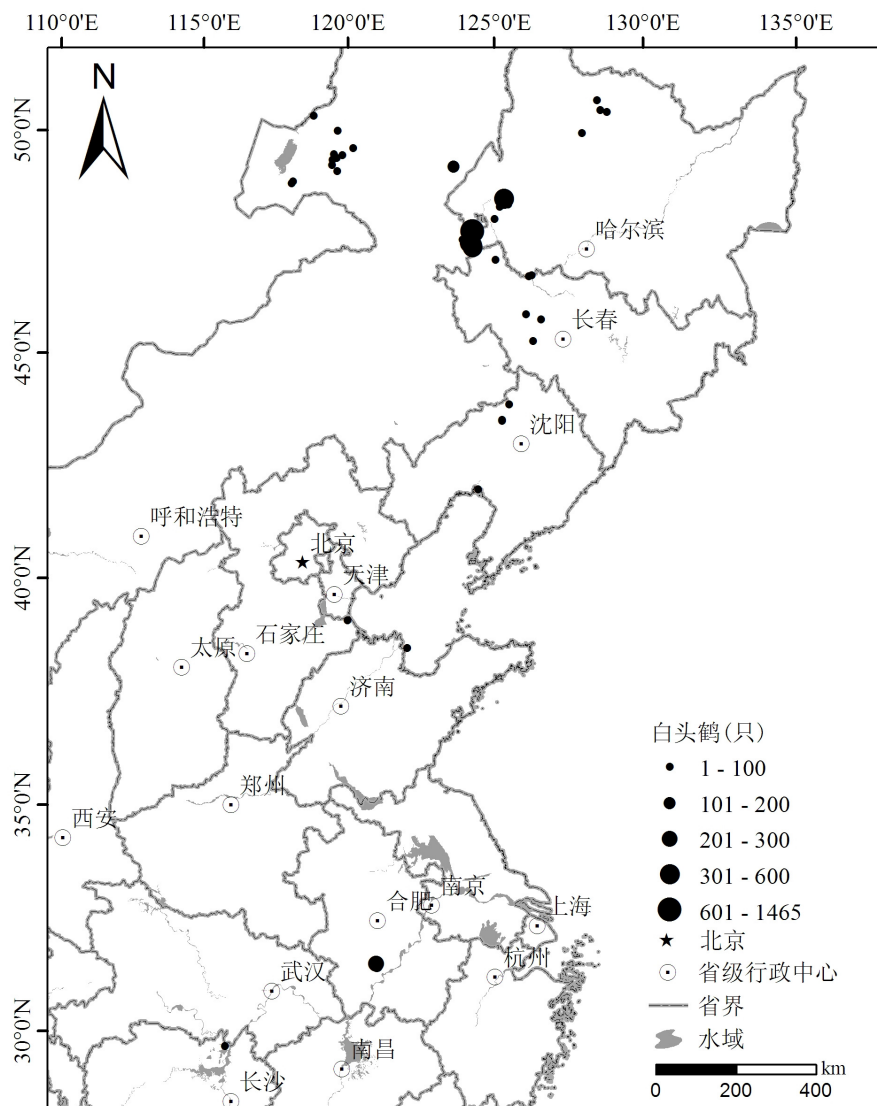 110°0'E 115°0'E 120°0'E 125°0'E 130°0'E 135°0'E
N
50°0'N
哈尔滨
长春
45°0'N
沈阳
呼和浩特
北京
40°0'N
天津
石家庄
太原
济南
白头鹤(只)
1 - 100
郑州
35°0'N
101 - 200
西安
201 - 300
301 - 600
南京
合肥
上海
601 - 1465
北京
杭州
武汉
省级行政中心
省界
30°0'N
水域
南昌
长沙
km
0 200 400